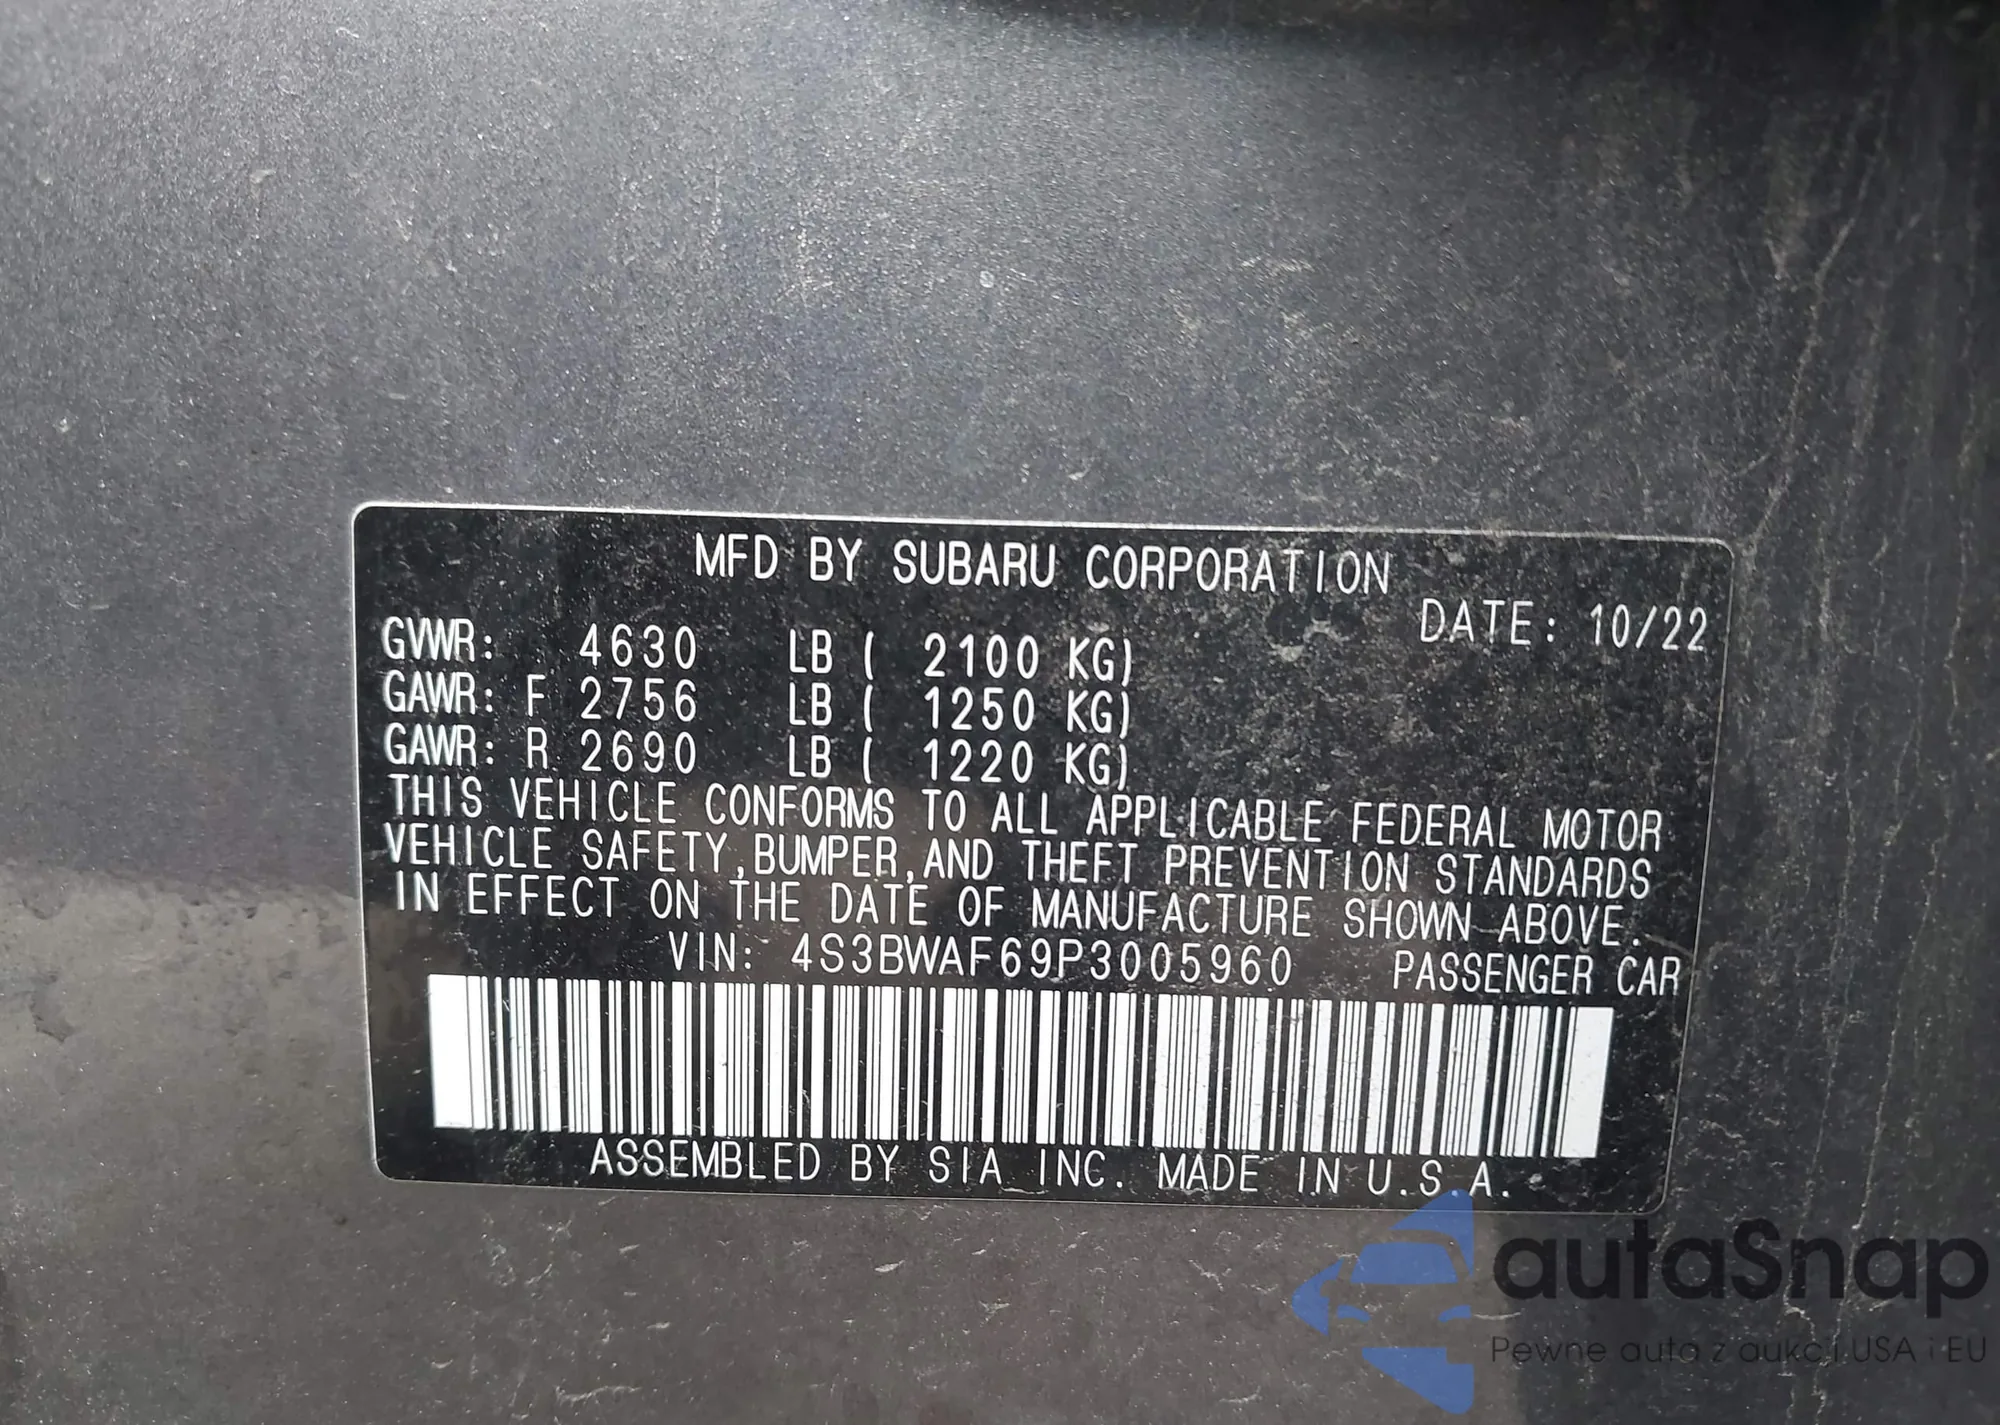 MFD BY SUBARU CORPORATION
DATE: 10/22
GVWR: 4630 LB ( 2100 KG)
GAWR: F 2756 LB ( 1250 KG)
GAWR: R 2690 LB ( 1220 KG)
THIS VEHICLE CONFORMS TO ALL APPLICABLE FEDERAL MOTOR
VEHICLE SAFETY,BUMPER,AND THEFT PREVENTION STANDARDS
IN EFFECT ON THE DATE OF MANUFACTURE SHOWN ABOVE.
VIN: 4S3BWAF69P3005960 PASSENGER CAR
ASSEMBLED BY SIA INC. MADE IN U.S.A.
autaSnap
Pewne auta z aukcji USA i EU